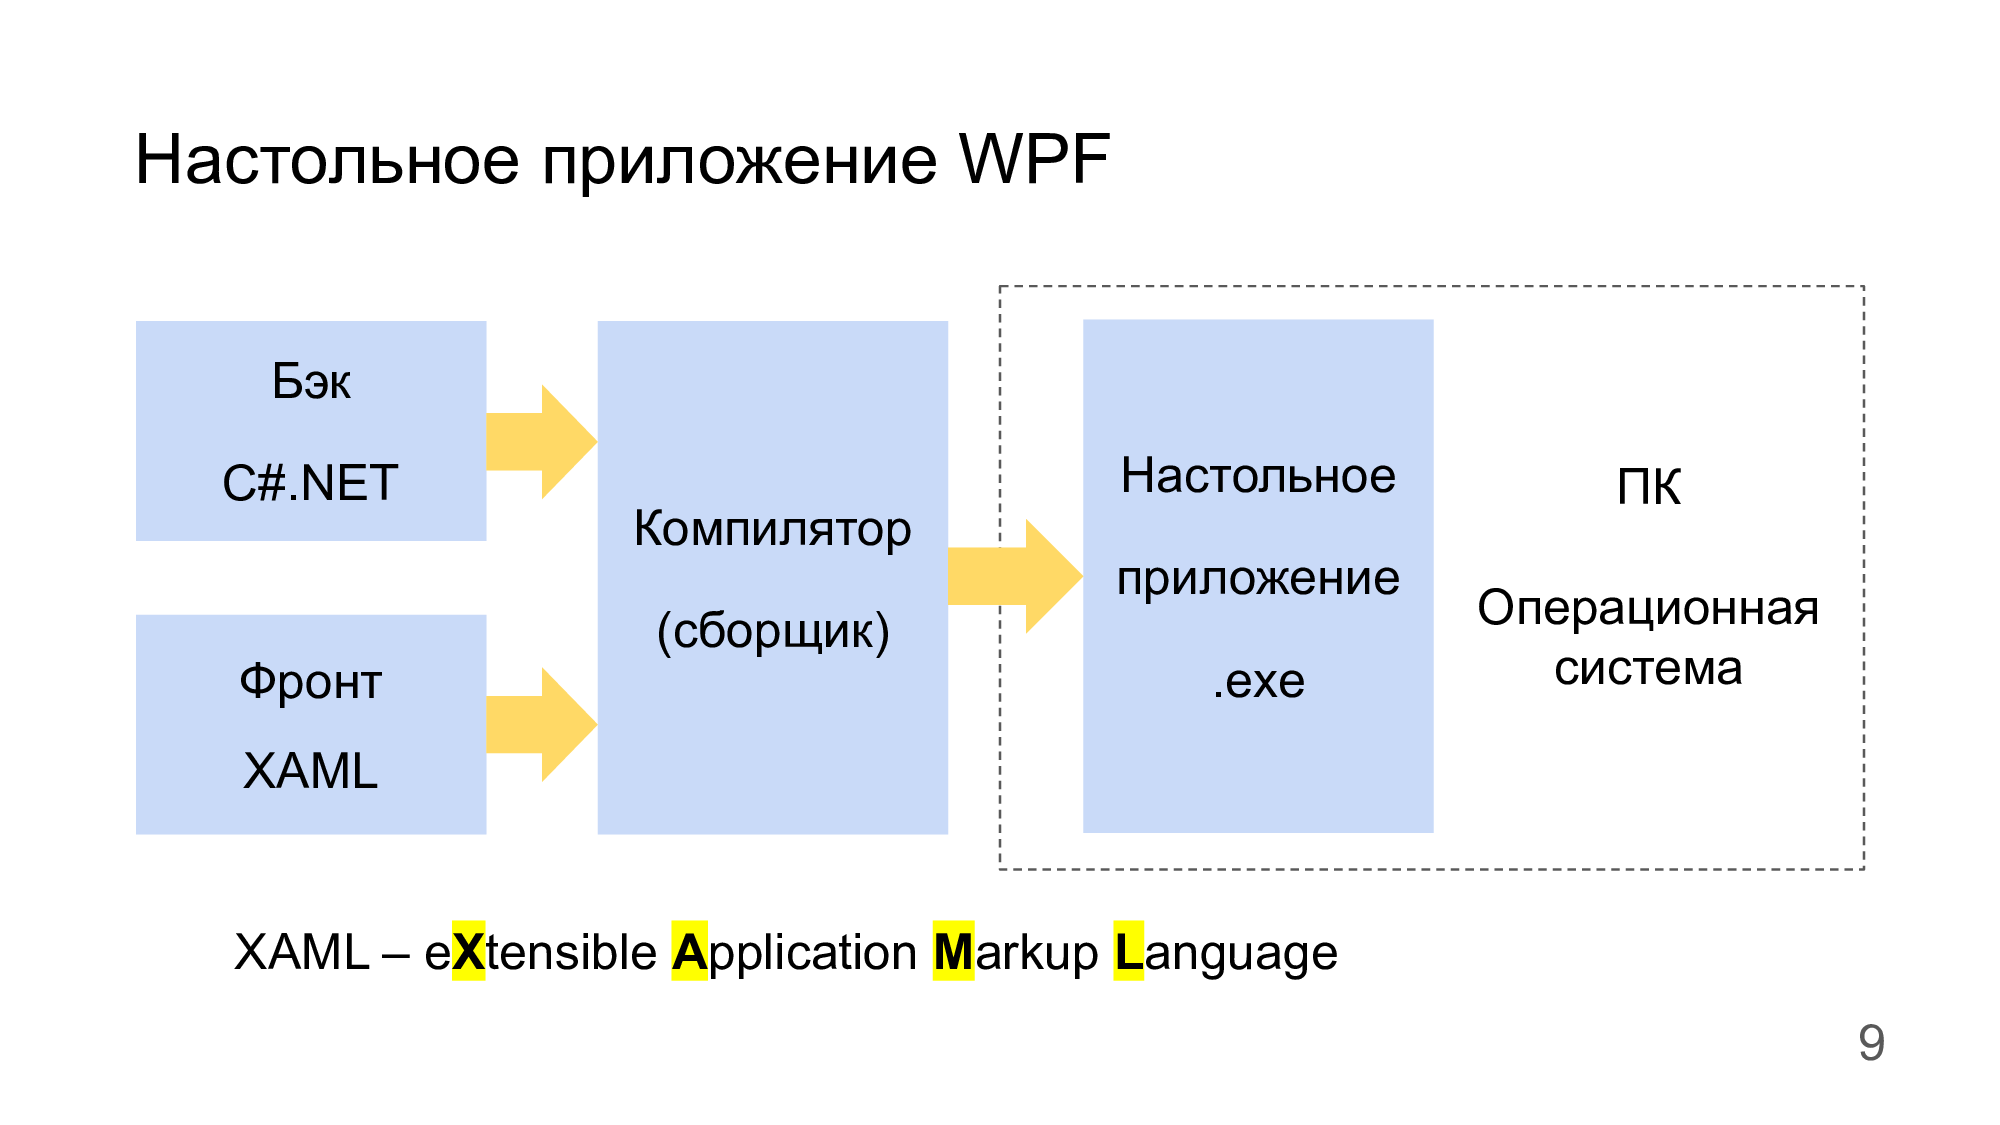 Настольное приложение WPF
Бэк
C#.NET
Фронт
XAML
Компилятор
(сборщик)
Настольное
приложение
.exe
ПК
Операционная
система
XAML – eXtensible Application Markup Language
9